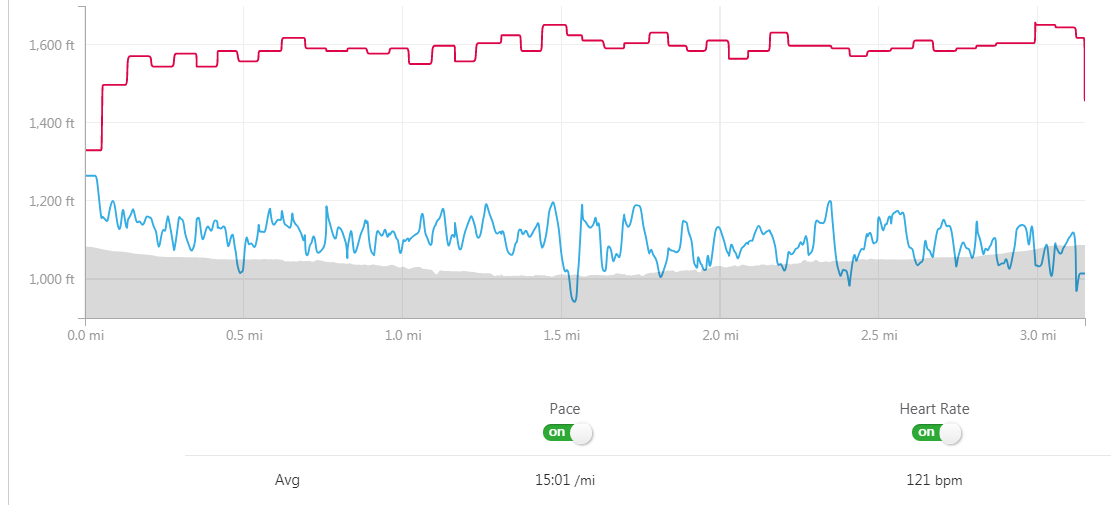 1,600 ft
1,400 ft
1,200 ft
1,000 ft
0.0 mi 0.5 mi 1.0 mi 1.5 mi 2.0 mi 2.5 mi 3.0 mi
Pace Heart Rate
on on
Avg 15:01 /mi 121 bpm